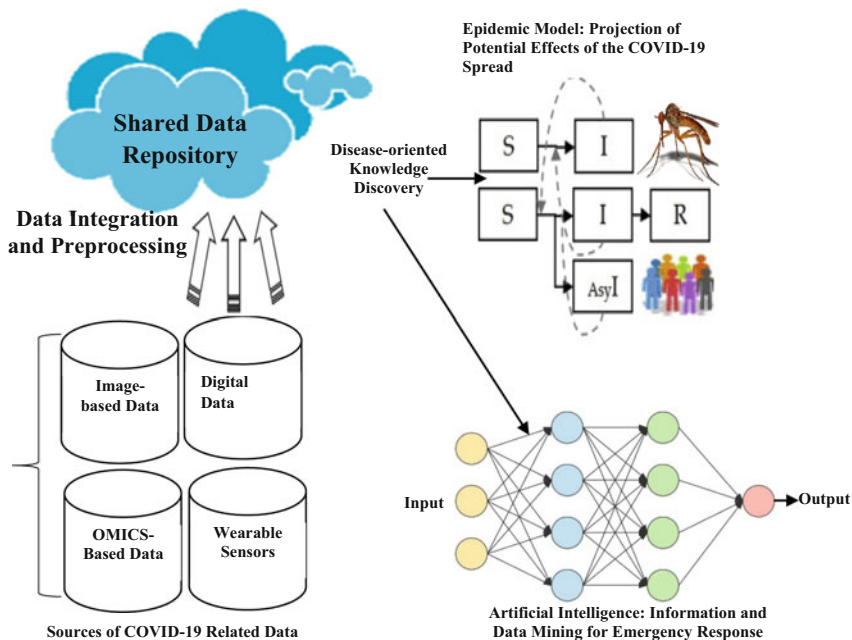 Shared Data
Repository
Data Integration
and Preprocessing
Image-
based Data
Digital
Data
OMICS-
Based Data
Wearable
Sensors
Sources of COVID-19 Related Data
Disease-oriented
Knowledge
Discovery
Epidemic Model: Projection of
Potential Effects of the COVID-19
Spread
S
I
S
I
R
AsyI
Input
Output
Artificial Intelligence: Information and
Data Mining for Emergency Response